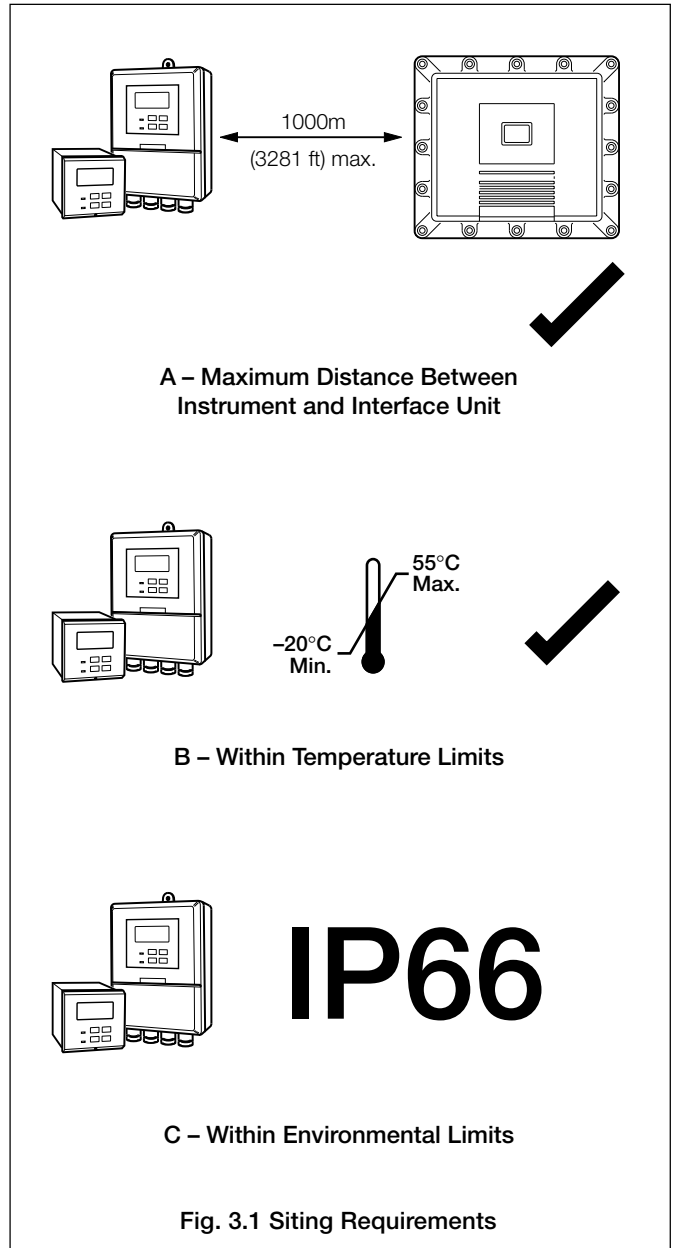 1000m
(3281 ft) max.
A – Maximum Distance Between
Instrument and Interface Unit
55°C
Max.
–20°C
Min.
B – Within Temperature Limits
IP66
C – Within Environmental Limits
Fig. 3.1 Siting Requirements